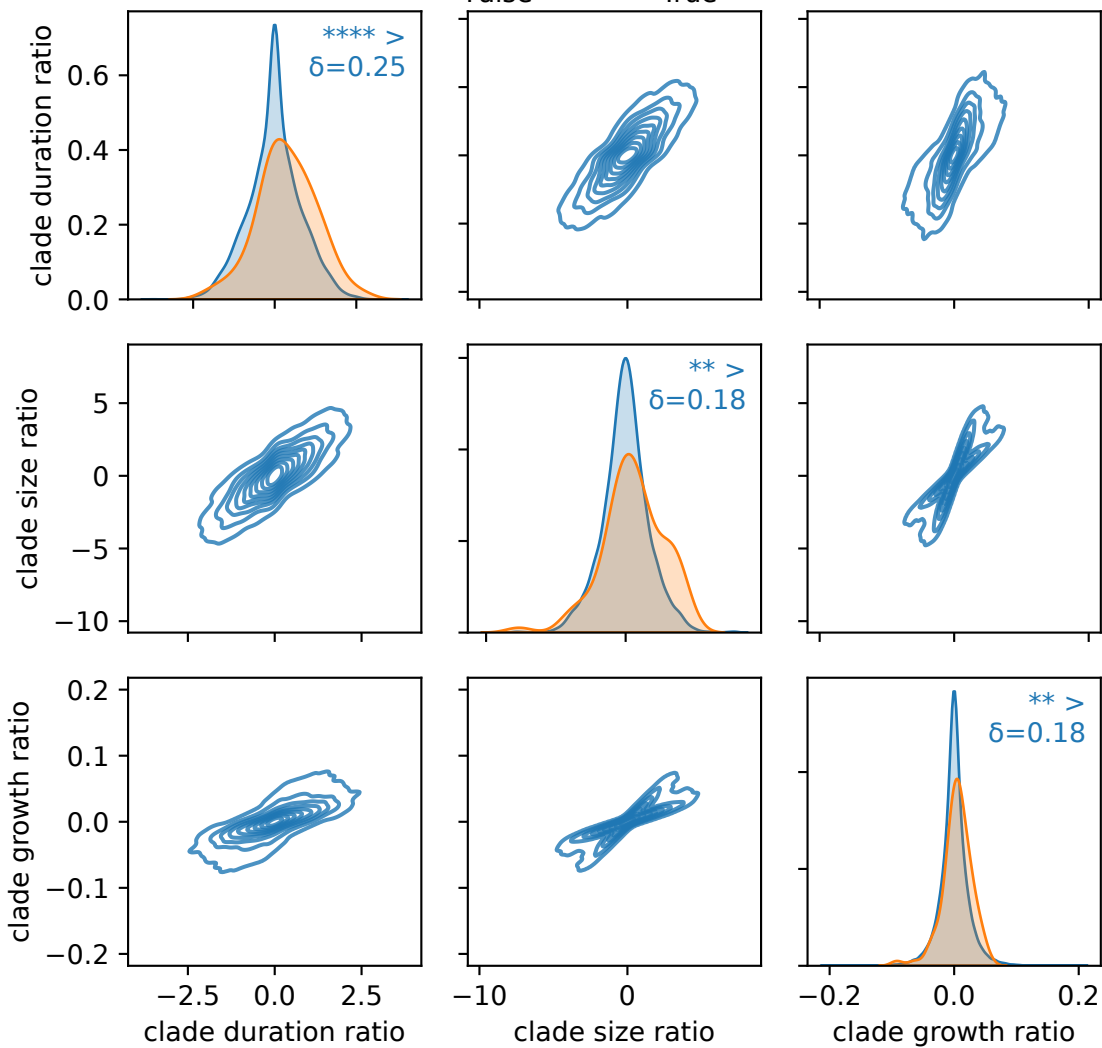 False True
clade duration ratio
0.6
0.4
0.2
0.0
**** >
δ=0.25
clade size ratio
5
0
−5
−10
** >
δ=0.18
clade growth ratio
0.2
0.1
0.0
−0.1
−0.2
** >
δ=0.18
−2.5 0.0 2.5
−10 0
−0.2 0.0 0.2
clade duration ratio
clade size ratio
clade growth ratio